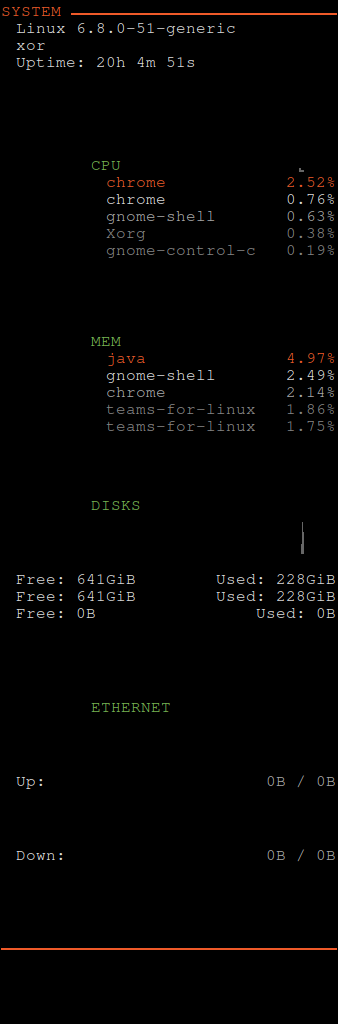 SYSTEM
Linux 6.8.0-51-generic
xor
Uptime: 20h 4m 51s
CPU
chrome 2.52%
chrome 0.76%
gnome-shell 0.63%
Xorg 0.38%
gnome-control-c 0.19%
MEM
java 4.97%
gnome-shell 2.49%
chrome 2.14%
teams-for-linux 1.86%
teams-for-linux 1.75%
DISKS
Free: 641GiB Used: 228GiB
Free: 641GiB Used: 228GiB
Free: 0B Used: 0B
ETHERNET
Up: 0B / 0B
Down: 0B / 0B